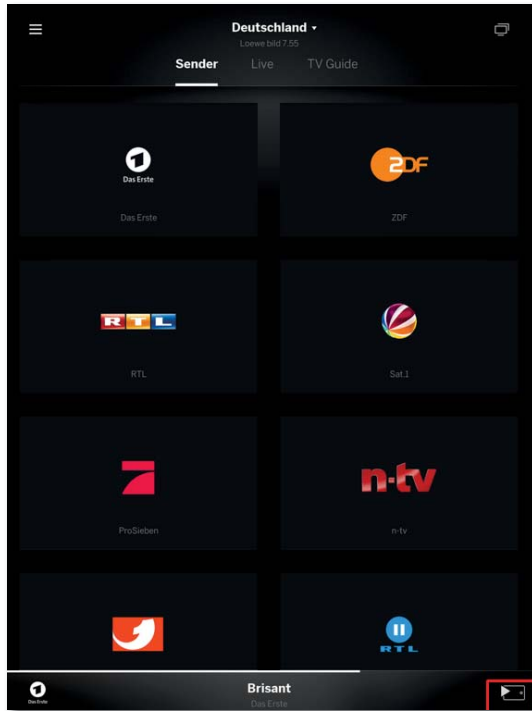 Deutschland
Loewe bild 7.55
Sender Live TV Guide
Das Erste ZDF
Das Erste ZDF
RTL
RTL Sat.1
n-tv
ProSieben n-tv
RTL
Das Erste Brisant
Das Erste